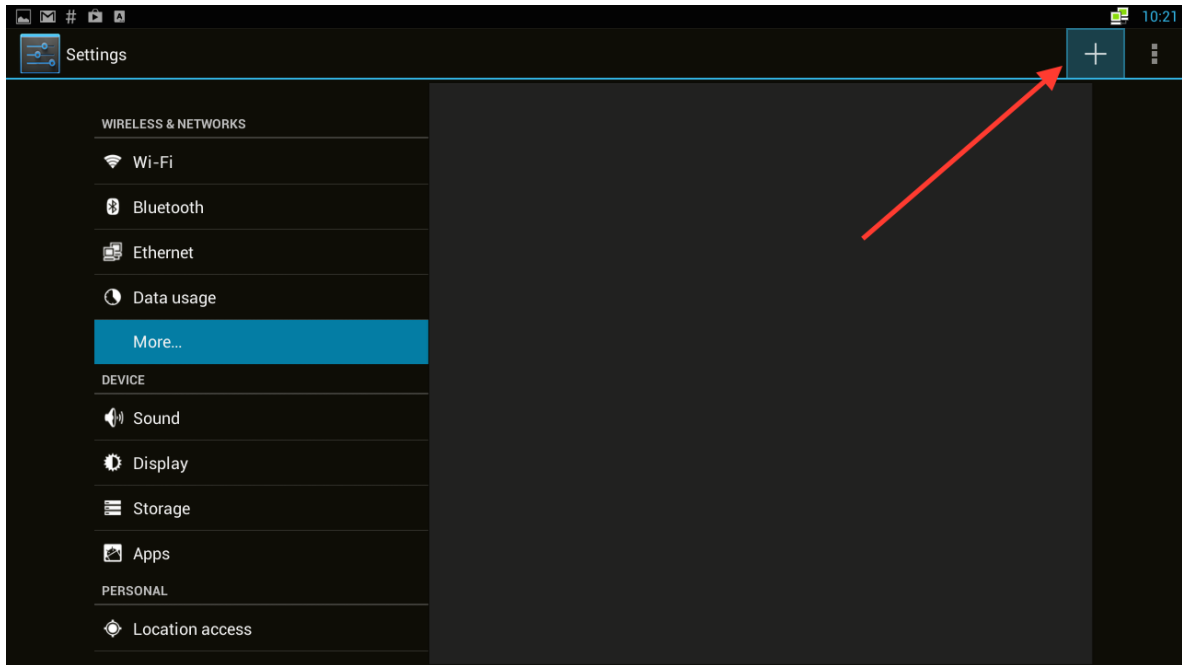 10:21
Settings
WIRELESS & NETWORKS
Wi-Fi
Bluetooth
Ethernet
Data usage
More...
DEVICE
Sound
Display
Storage
Apps
PERSONAL
Location access